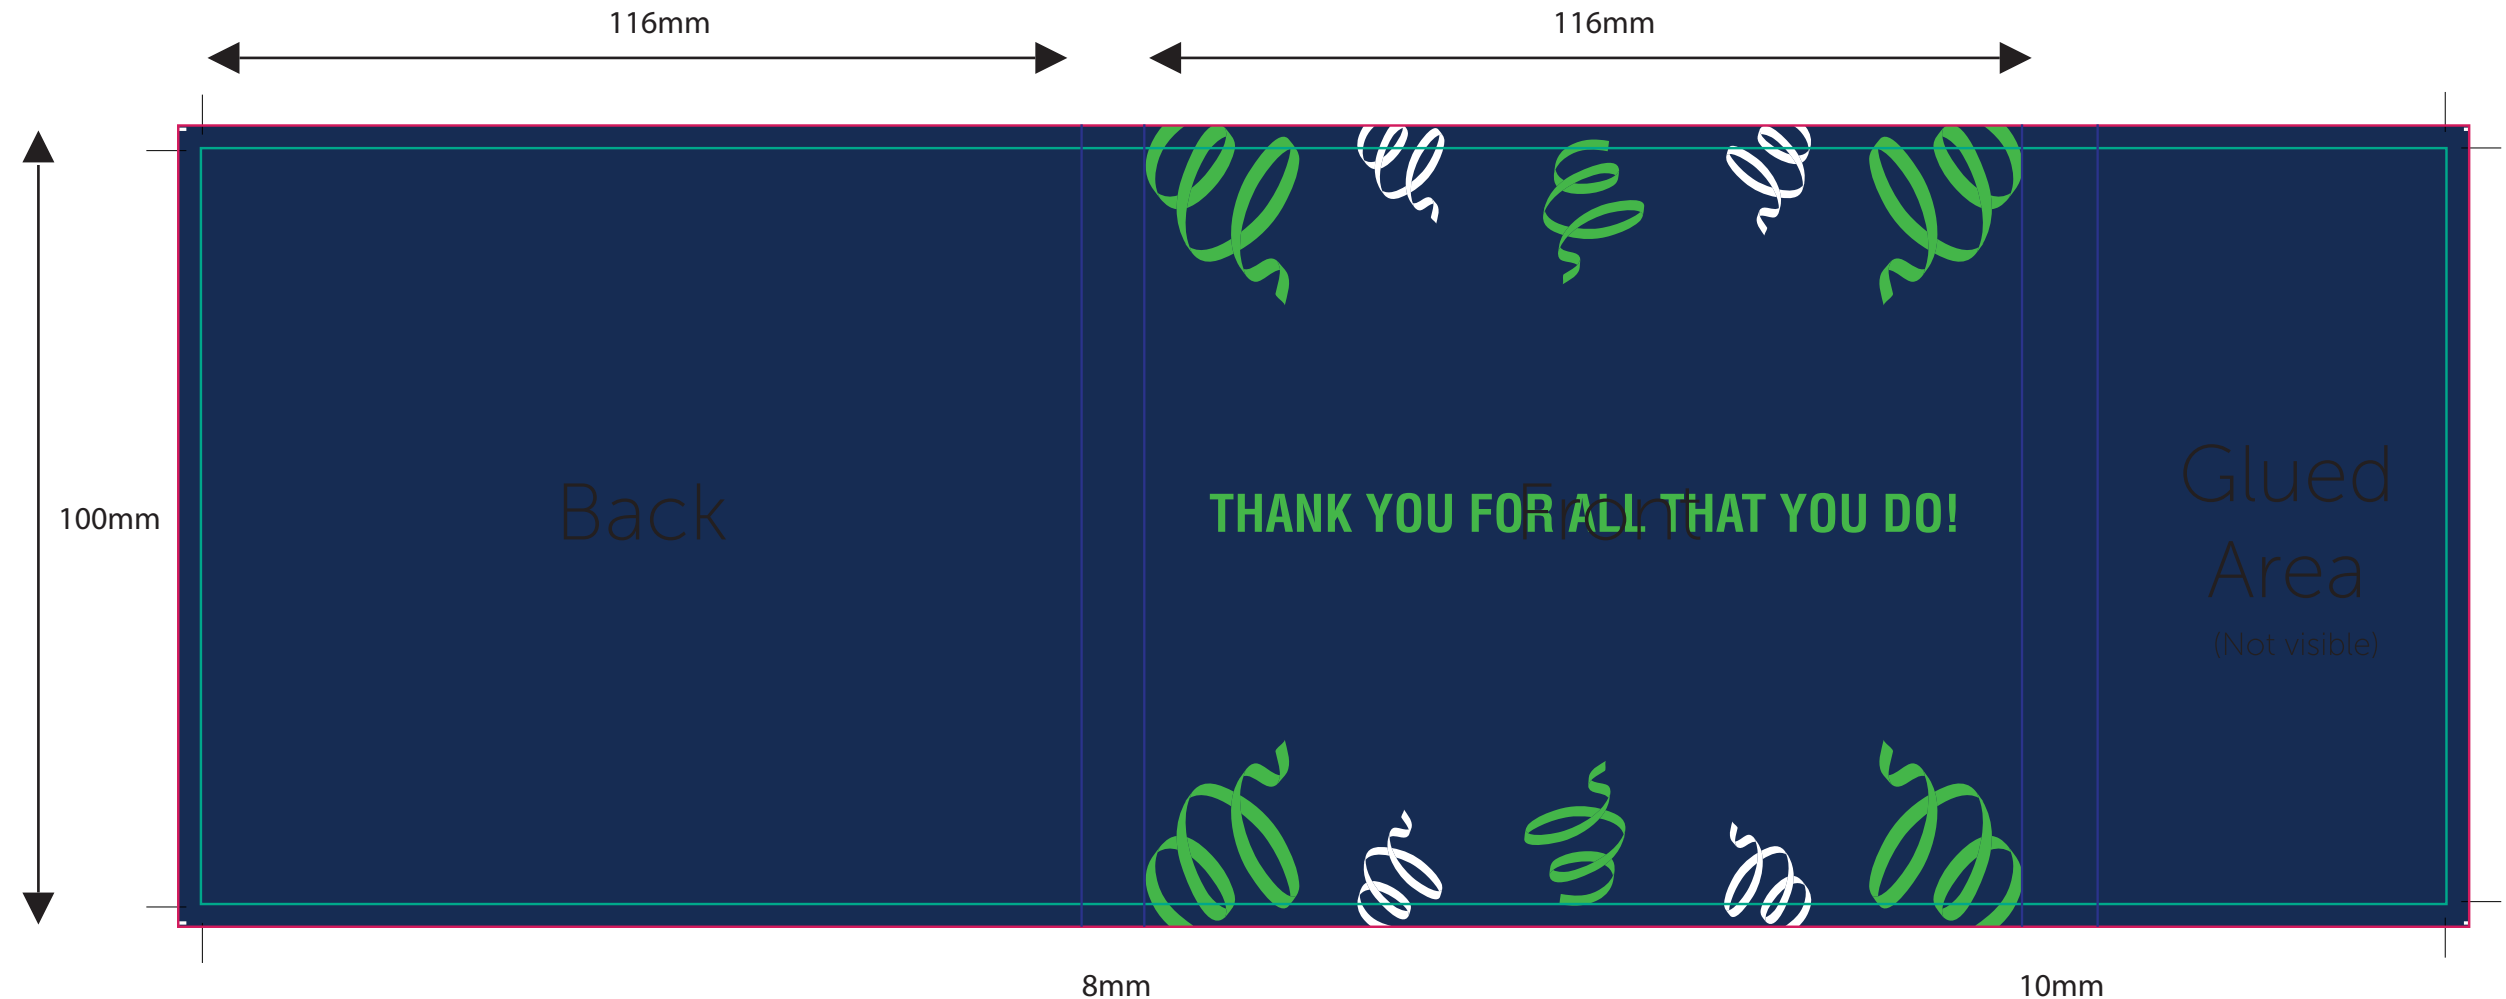 116mm
116mm
100mm
Back
THANK YOU FOR ALL THAT YOU DO!
Front
Glued
Area
(Not visible)
8mm
10mm